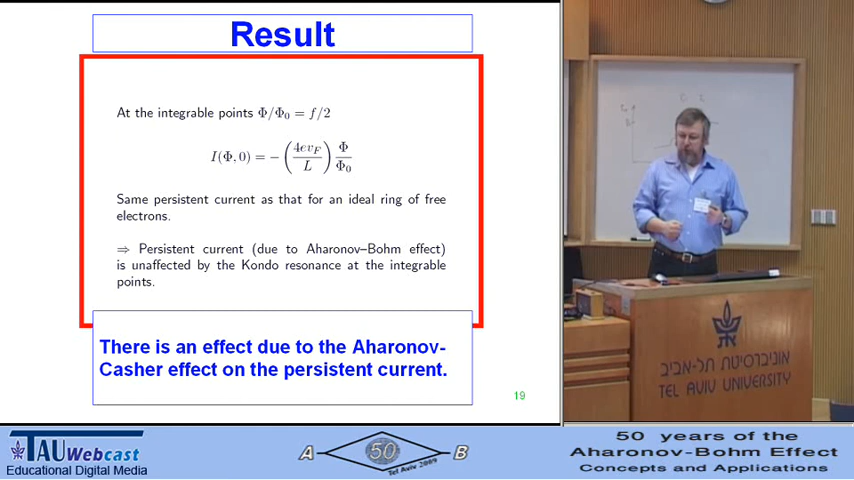 Result
At the integrable points Φ/Φ₀ = f/2
I(Φ, 0) = −(4ev_F/L) Φ/Φ₀
Same persistent current as that for an ideal ring of free
electrons.
⇒ Persistent current (due to Aharonov–Bohm effect)
is unaffected by the Kondo resonance at the integrable
points.
There is an effect due to the Aharonov-
Casher effect on the persistent current.
19
אוניברסיטת תל-אביב
TEL AVIV UNIVERSITY
TAU Webcast
Educational Digital Media
A 50 B
Tel Aviv 2009
50 years of the
Aharonov-Bohm Effect
Concepts and Applications